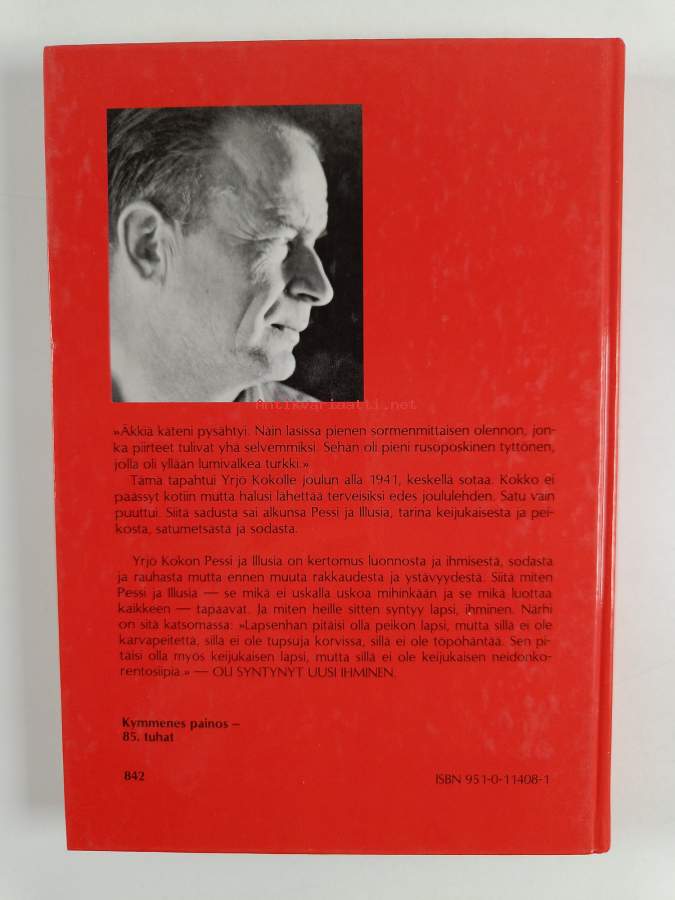 Antikvariaatti.net
»Äkkiä käteni pysähtyi. Näin lasissa pienen sormenmittaisen olennon, jon-
ka piirteet tulivat yhä selvemmiksi. Sehän oli pieni rusoposkinen tyttönen,
jolla oli yllään lumivalkea turkki.»
Tämä tapahtui Yrjö Kokolle joulun alla 1941, keskellä sotaa. Kokko ei
päässyt kotiin mutta halusi lähettää terveisiksi edes joululehden. Satu vain
puuttui. Siitä sadusta sai alkunsa Pessi ja Illusia, tarina keijukaisesta ja pei-
kosta, satumetsästä ja sodasta.
Yrjö Kokon Pessi ja Illusia on kertomus luonnosta ja ihmisestä, sodasta
ja rauhasta mutta ennen muuta rakkaudesta ja ystävyydestä. Siitä miten
Pessi ja Illusia — se mikä ei uskalla uskoa mihinkään ja se mikä luottaa
kaikkeen — tapaavat. Ja miten heille sitten syntyy lapsi, ihminen. Närhi
on sitä katsomassa: »Lapsenhan pitäisi olla peikon lapsi, mutta sillä ei ole
karvapeitettä, sillä ei ole tupsuja korvissa, sillä ei ole töpöhäntää. Sen pi-
täisi olla myös keijukaisen lapsi, mutta sillä ei ole keijukaisen neidonko-
rentosiipiä.» — OLI SYNTYNYT UUSI IHMINEN.
Kymmenes painos –
85. tuhat
842
ISBN 951-0-11408-1